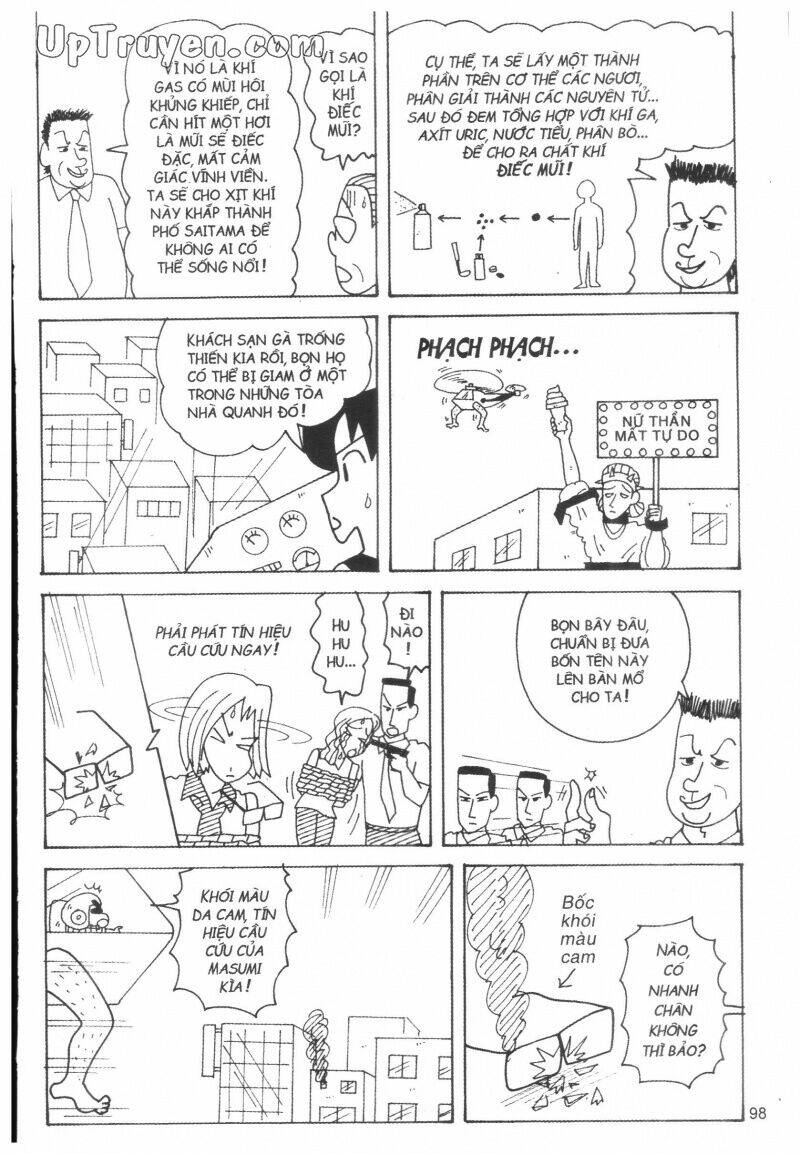 UpTruyen.com
CỤ THỂ, TA SẼ LẤY MỘT THÀNH
PHẦN TRÊN CƠ THỂ CÁC NGƯƠI,
PHÂN GIẢI THÀNH CÁC NGUYÊN TỬ...
SAU ĐÓ ĐEM TỔNG HỢP VỚI KHÍ GA,
AXÍT URIC, NƯỚC TIỂU, PHÂN BÒ...
ĐỂ CHO RA CHẤT KHÍ
ĐIẾC MŨI!
VÌ SAO
GỌI LÀ
KHÍ
ĐIẾC
MŨI?
VÌ NÓ LÀ KHÍ
GAS CÓ MÙI HÔI
KHỦNG KHIẾP, CHỈ
CẦN HÍT MỘT HƠI
LÀ MŨI SẼ ĐIẾC
ĐẶC, MẤT CẢM
GIÁC VĨNH VIỄN.
TA SẼ CHO XỊT KHÍ
NÀY KHẮP THÀNH
PHỐ SAITAMA ĐỂ
KHÔNG AI CÓ
THỂ SỐNG NỔI!
PHẠCH PHẠCH...
NỮ THẦN
MẤT TỰ DO
KHÁCH SẠN GÀ TRỐNG
THIẾN KIA RỒI, BỌN HỌ
CÓ THỂ BỊ GIAM Ở MỘT
TRONG NHỮNG TÒA
NHÀ QUANH ĐÓ!
BỌN BÂY ĐÂU,
CHUẨN BỊ ĐƯA
BỐN TÊN NÀY
LÊN BÀN MỔ
CHO TA!
ĐI
NÀO
!
HU
HU
HU...
PHẢI PHÁT TÍN HIỆU
CẦU CỨU NGAY!
NÀO,
CÓ
NHANH
CHÂN
KHÔNG
THÌ BẢO?
Bốc
khói
màu
cam
KHÓI MÀU
DA CAM, TÍN
HIỆU CẦU
CỨU CỦA
MASUMI
KÌA!
98